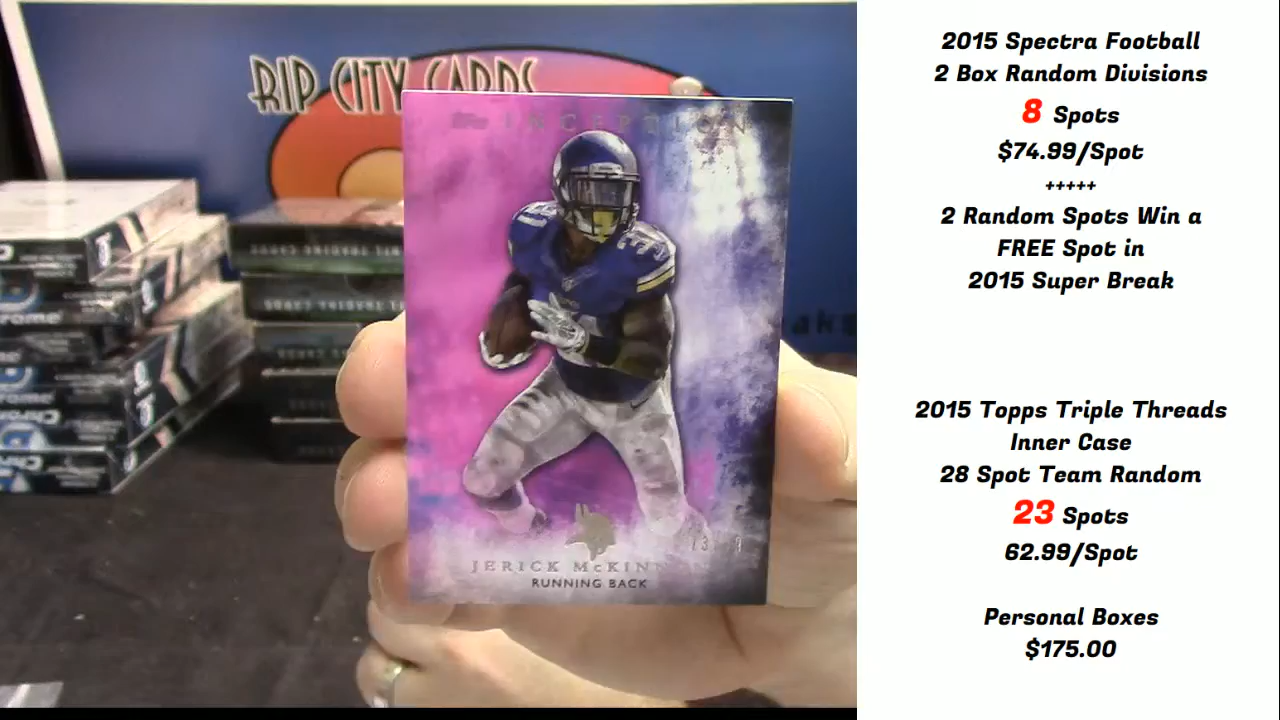 RIP CITY CARDS
INCEPTION
31
JERICK McKINNON
RUNNING BACK
2015 Spectra Football
2 Box Random Divisions
8 Spots
$74.99/Spot
+++++
2 Random Spots Win a
FREE Spot in
2015 Super Break
2015 Topps Triple Threads
Inner Case
28 Spot Team Random
23 Spots
62.99/Spot
Personal Boxes
$175.00